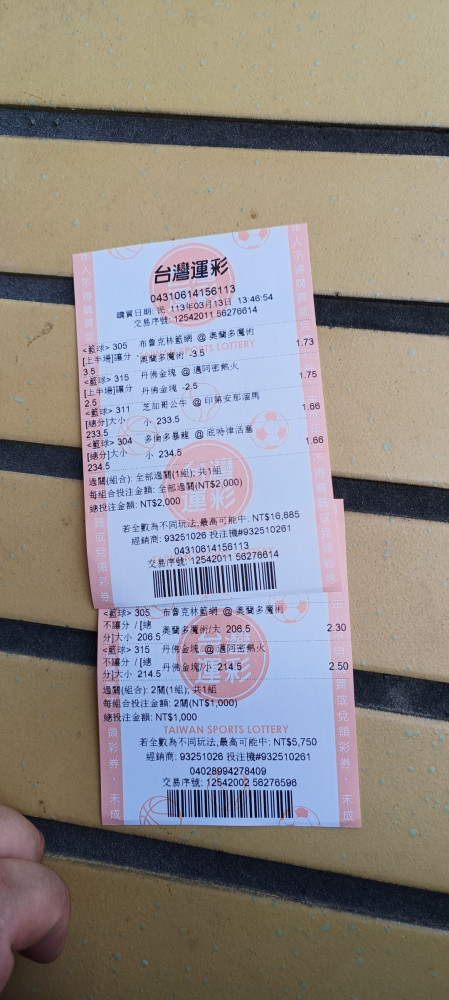 台灣運彩
04310614156113
購買日期: 民 113年03月13日 13:46:54
交易序號: 12542011 56276614
<籃球> 305 布魯克林籃網 @ 奧蘭多魔術
[上半場]讓分 奧蘭多魔術 -3.5 1.73
3.5
<籃球> 315 丹佛金塊 @ 邁阿密熱火
[上半場]讓分 丹佛金塊 -2.5 1.75
2.5
<籃球> 311 芝加哥公牛 @ 印第安那溜馬
[總分]大小 小 233.5 1.66
233.5
<籃球> 304 多倫多暴龍 @ 底特律活塞
[總分]大小 小 234.5 1.66
234.5
過關(組合): 全部過關(1組); 共1組
每組合投注金額: 全部過關(NT$2,000)
總投注金額: NT$2,000
若全數為不同玩法,最高可能中: NT$16,685
經銷商: 93251026 投注機#932510261
04310614156113
交易序號: 12542011 56276614
<籃球> 305 布魯克林籃網 @ 奧蘭多魔術
不讓分 / [總 奧蘭多魔術/大 206.5 2.30
分]大小 206.5
<籃球> 315 丹佛金塊 @ 邁阿密熱火
不讓分 / [總 丹佛金塊/小 214.5 2.50
分]大小 214.5
過關(組合): 2關(1組); 共1組
每組合投注金額: 2關(NT$1,000)
總投注金額: NT$1,000
TAIWAN SPORTS LOTTERY
若全數為不同玩法,最高可能中: NT$5,750
經銷商: 93251026 投注機#932510261
04028994278409
交易序號: 12542002 56276596